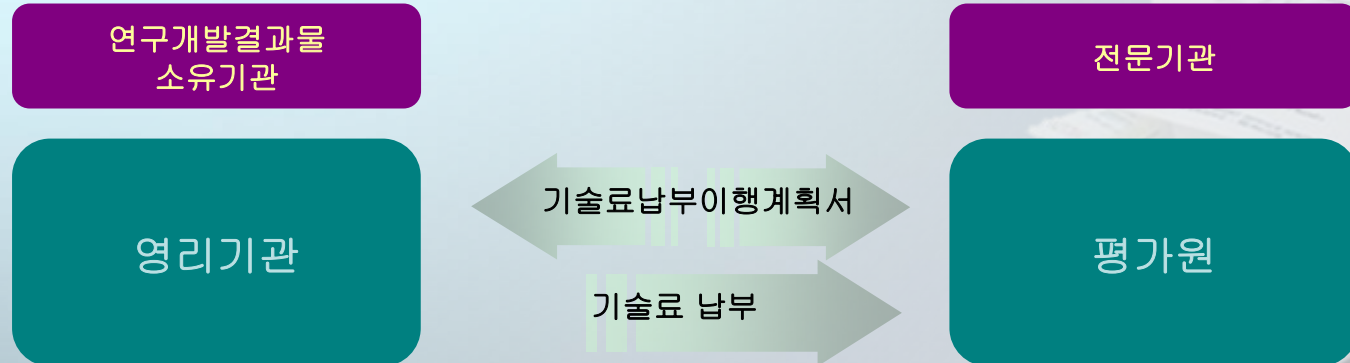 연구개발결과물
소유기관
전문기관
기술료납부이행계획서
영리기관
평가원
기술료 납부